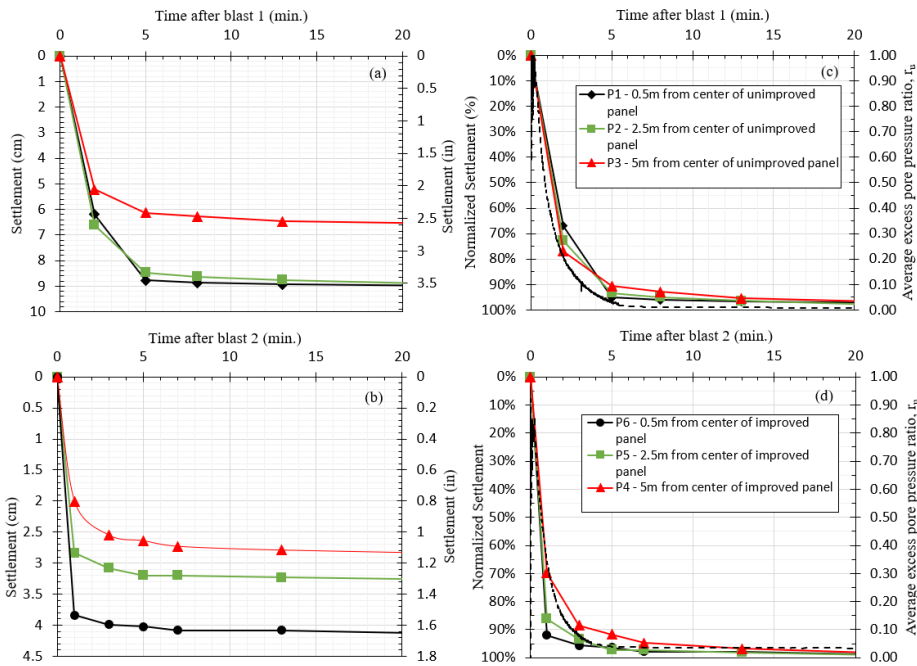 Time after blast 1 (min.)
0 5 10 15 20
0
1
2
3
4
5
6
7
8
9
10
Settlement (cm)
(a)
0
0.5
1
1.5
2
2.5
3
3.5
Settlement (in)
Time after blast 1 (min.)
0 5 10 15 20
0%
10%
20%
30%
40%
50%
60%
70%
80%
90%
100%
Normalized Settlement (%)
(c)
P1 - 0.5m from center of unimproved
panel
P2 - 2.5m from center of unimproved
panel
P3 - 5m from center of unimproved panel
1.00
0.90
0.80
0.70
0.60
0.50
0.40
0.30
0.20
0.10
0.00
Average excess pore pressure ratio, ru
Time after blast 2 (min.)
0 5 10 15 20
0
0.5
1
1.5
2
2.5
3
3.5
4
4.5
Settlement (cm)
(b)
0
0.2
0.4
0.6
0.8
1
1.2
1.4
1.6
1.8
Settlement (in)
Time after blast 2 (min.)
0 5 10 15 20
0%
10%
20%
30%
40%
50%
60%
70%
80%
90%
100%
Normalized Settlement
(d)
P6 - 0.5m from center of improved
panel
P5 - 2.5m from center of improved
panel
P4 - 5m from center of improved panel
1.00
0.90
0.80
0.70
0.60
0.50
0.40
0.30
0.20
0.10
0.00
Average excess pore pressure ratio, ru